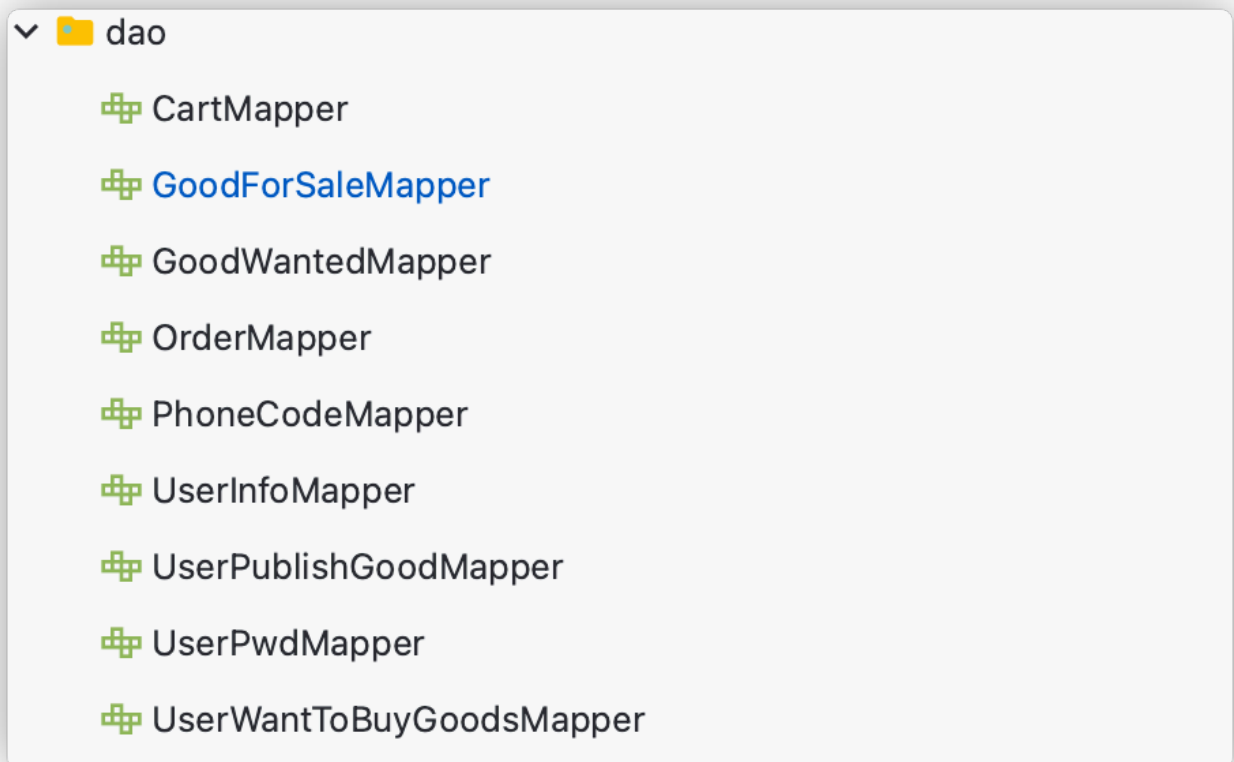 dao
CartMapper
GoodForSaleMapper
GoodWantedMapper
OrderMapper
PhoneCodeMapper
UserInfoMapper
UserPublishGoodMapper
UserPwdMapper
UserWantToBuyGoodsMapper